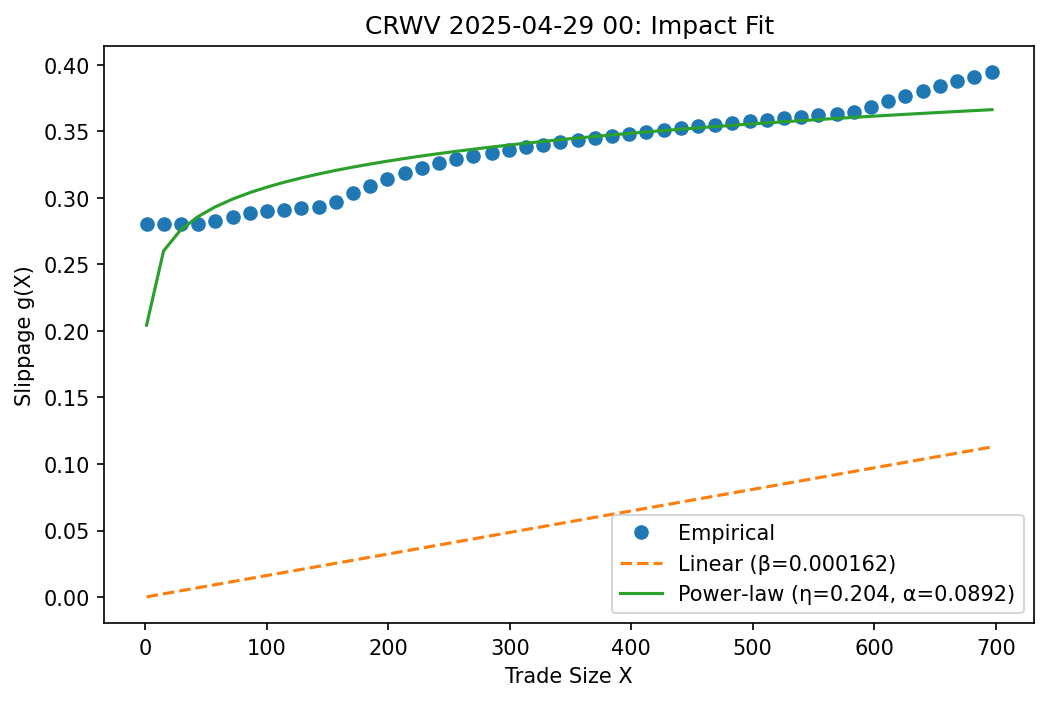 CRWV 2025-04-29 00: Impact Fit
0.40
0.35
0.30
0.25
0.20
0.15
0.10
0.05
0.00
Slippage g(X)
Empirical
Linear (β=0.000162)
Power-law (η=0.204, α=0.0892)
0 100 200 300 400 500 600 700
Trade Size X